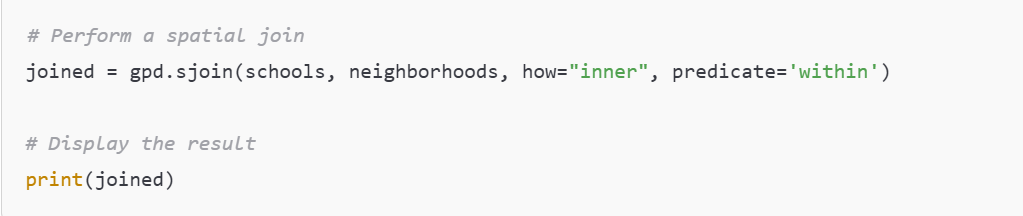 # Perform a spatial join
joined = gpd.sjoin(schools, neighborhoods, how="inner", predicate='within')
# Display the result
print(joined)